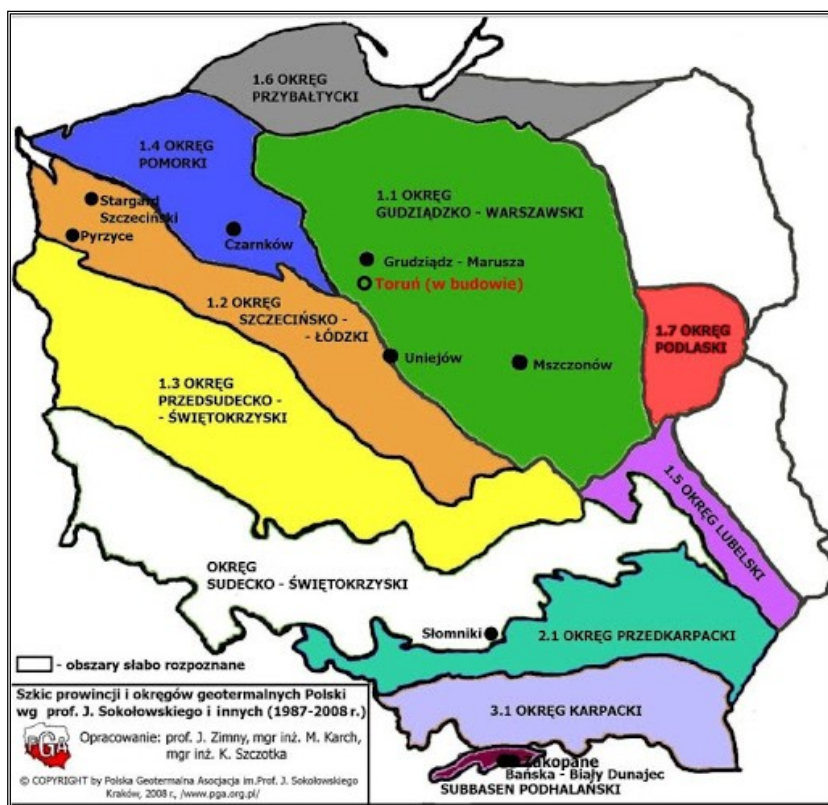 1.6 OKRĘG
PRZYBAŁTYCKI
1.4 OKRĘG
POMORKI
1.1 OKRĘG
GUDZIĄDZKO - WARSZAWSKI
Stargard
Szczeciński
Pyrzyce
Czarnków
Grudziądz - Marusza
Toruń (w budowie)
1.2 OKRĘG
SZCZECIŃSKO -
- ŁÓDZKI
1.7 OKRĘG
PODLASKI
Uniejów
Mszczonów
1.3 OKRĘG
PRZEDSUDECKO -
- ŚWIĘTOKRZYSKI
1.5 OKRĘG LUBELSKI
OKRĘG
SUDECKO - ŚWIĘTOKRZYSKI
Słomniki
2.1 OKRĘG PRZEDKARPACKI
- obszary słabo rozpoznane
3.1 OKRĘG KARPACKI
Zakopane
Bańska - Biały Dunajec
SUBBASEN PODHALAŃSKI
Szkic prowincji i okręgów geotermalnych Polski
wg prof. J. Sokołowskiego i innych (1987-2008 r.)
PGA
Opracowanie: prof. J. Zimny, mgr inż. M. Karch,
mgr inż. K. Szczotka
© COPYRIGHT by Polska Geotermalna Asocjacja im.Prof. J. Sokołowskiego
Kraków, 2008 r., /www.pga.org.pl/